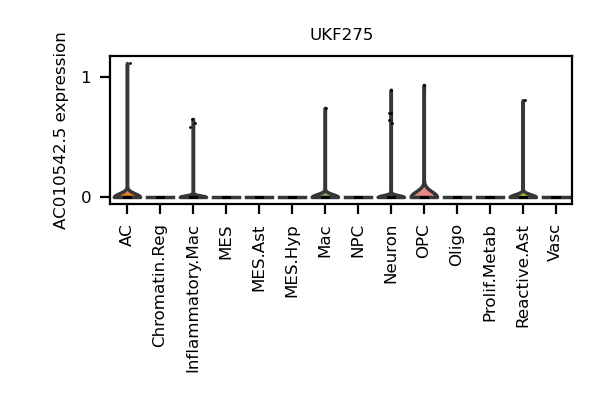 UKF275
AC010542.5 expression
1
0
AC
Chromatin.Reg
Inflammatory.Mac
MES
MES.Ast
MES.Hyp
Mac
NPC
Neuron
OPC
Oligo
Prolif.Metab
Reactive.Ast
Vasc